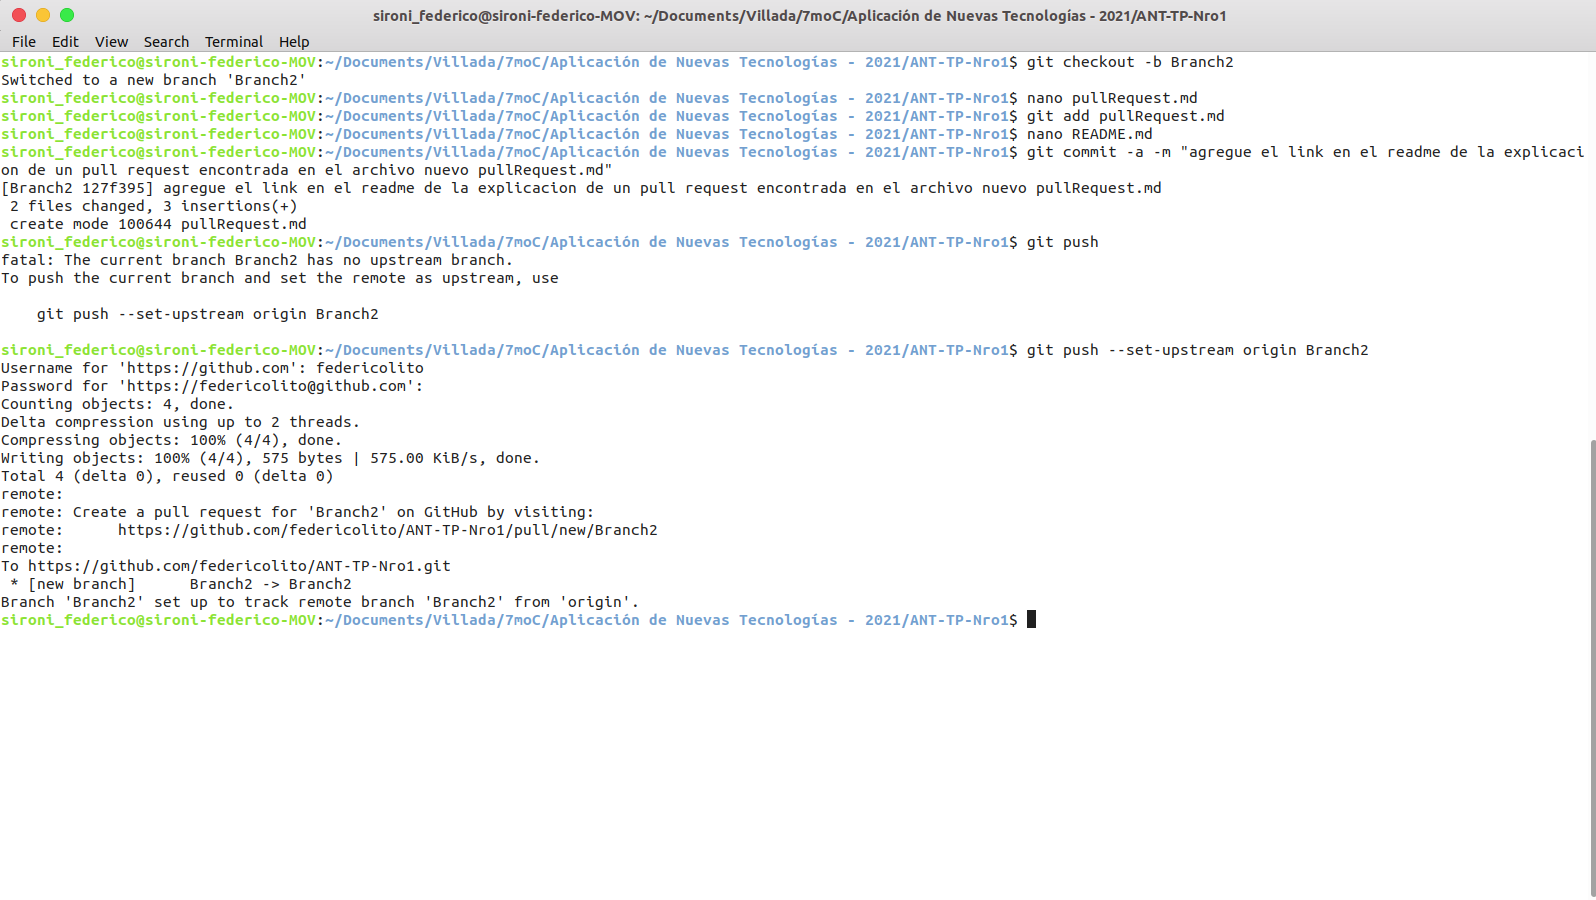 sironi_federico@sironi-federico-MOV: ~/Documents/Villada/7moC/Aplicación de Nuevas Tecnologías - 2021/ANT-TP-Nro1
File Edit View Search Terminal Help
sironi_federico@sironi-federico-MOV:~/Documents/Villada/7moC/Aplicación de Nuevas Tecnologías - 2021/ANT-TP-Nro1$ git checkout -b Branch2
Switched to a new branch 'Branch2'
sironi_federico@sironi-federico-MOV:~/Documents/Villada/7moC/Aplicación de Nuevas Tecnologías - 2021/ANT-TP-Nro1$ nano pullRequest.md
sironi_federico@sironi-federico-MOV:~/Documents/Villada/7moC/Aplicación de Nuevas Tecnologías - 2021/ANT-TP-Nro1$ git add pullRequest.md
sironi_federico@sironi-federico-MOV:~/Documents/Villada/7moC/Aplicación de Nuevas Tecnologías - 2021/ANT-TP-Nro1$ nano README.md
sironi_federico@sironi-federico-MOV:~/Documents/Villada/7moC/Aplicación de Nuevas Tecnologías - 2021/ANT-TP-Nro1$ git commit -a -m "agregue el link en el readme de la explicaci
on de un pull request encontrada en el archivo nuevo pullRequest.md"
[Branch2 127f395] agregue el link en el readme de la explicacion de un pull request encontrada en el archivo nuevo pullRequest.md
 2 files changed, 3 insertions(+)
 create mode 100644 pullRequest.md
sironi_federico@sironi-federico-MOV:~/Documents/Villada/7moC/Aplicación de Nuevas Tecnologías - 2021/ANT-TP-Nro1$ git push
fatal: The current branch Branch2 has no upstream branch.
To push the current branch and set the remote as upstream, use

    git push --set-upstream origin Branch2

sironi_federico@sironi-federico-MOV:~/Documents/Villada/7moC/Aplicación de Nuevas Tecnologías - 2021/ANT-TP-Nro1$ git push --set-upstream origin Branch2
Username for 'https://github.com': federicolito
Password for 'https://federicolito@github.com':
Counting objects: 4, done.
Delta compression using up to 2 threads.
Compressing objects: 100% (4/4), done.
Writing objects: 100% (4/4), 575 bytes | 575.00 KiB/s, done.
Total 4 (delta 0), reused 0 (delta 0)
remote:
remote: Create a pull request for 'Branch2' on GitHub by visiting:
remote:      https://github.com/federicolito/ANT-TP-Nro1/pull/new/Branch2
remote:
To https://github.com/federicolito/ANT-TP-Nro1.git
 * [new branch]      Branch2 -> Branch2
Branch 'Branch2' set up to track remote branch 'Branch2' from 'origin'.
sironi_federico@sironi-federico-MOV:~/Documents/Villada/7moC/Aplicación de Nuevas Tecnologías - 2021/ANT-TP-Nro1$